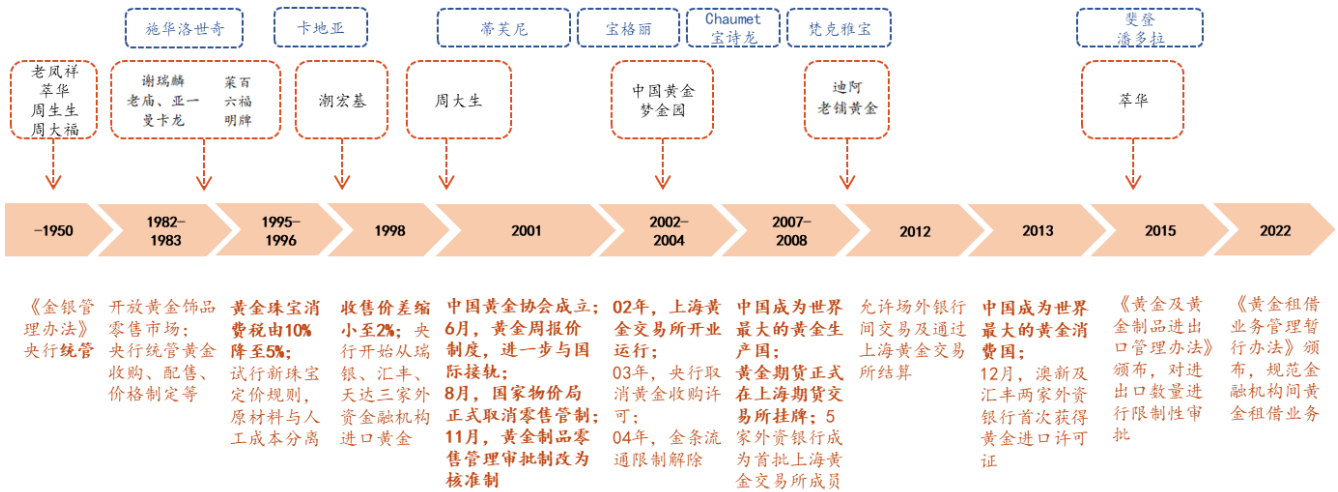 施华洛世奇
卡地亚
蒂芙尼
宝格丽
Chaumet
宝诗龙
梵克雅宝
斐登
潘多拉
老凤祥
萃华
周生生
周大福
谢瑞麟
老庙、亚一
曼卡龙
菜百
六福
明牌
潮宏基
周大生
中国黄金
梦金园
迪阿
老铺黄金
萃华
-1950
1982-
1983
1995-
1996
1998
2001
2002-
2004
2007-
2008
2012
2013
2015
2022
《金银管
理办法》
央行统管
开放黄金饰品
零售市场；
央行统管黄金
收购、配售、
价格制定等
黄金珠宝消
费税由10%
降至5%；
试行新珠宝
定价规则，
原材料与人
工成本分离
收售价差缩
小至2%；央
行开始从瑞
银、汇丰、
天达三家外
资金融机构
进口黄金
中国黄金协会成立；
6月，黄金周报价
制度，进一步与国
际接轨；
8月，国家物价局
正式取消零售管制；
11月，黄金制品零
售管理审批制改为
核准制
02年，上海黄
金交易所开业
运行；
03年，央行取
消黄金收购许
可；
04年，金条流
通限制解除
中国成为世界
最大的黄金生
产国；
黄金期货正式
在上海期货交
易所挂牌；5
家外资银行成
为首批上海黄
金交易所成员
允许场外银行
间交易及通过
上海黄金交易
所结算
中国成为世界
最大的黄金消
费国；
12月，澳新及
汇丰两家外资
银行首次获得
黄金进口许可
证
《黄金及黄
金制品进出
口管理办法》
颁布，对进
出口数量进
行限制性审
批
《黄金租借
业务管理暂
行办法》颁
布，规范金
融机构间黄
金租借业务